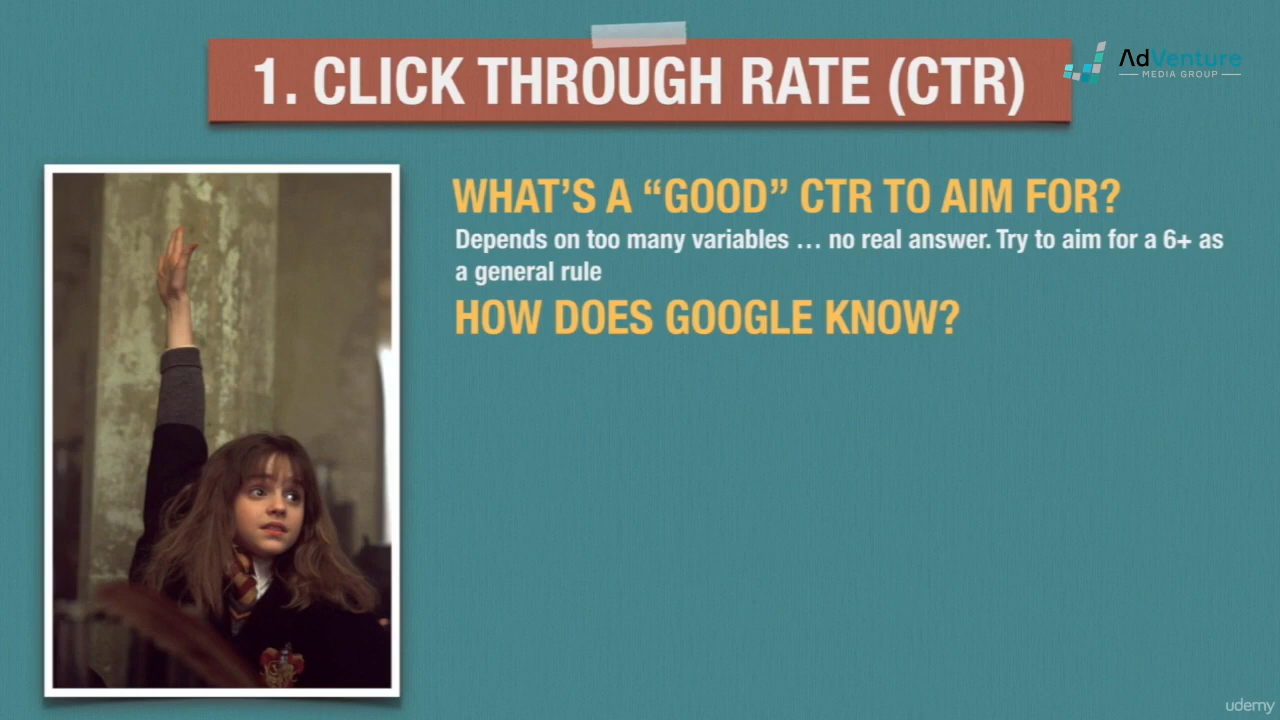 1. CLICK THROUGH RATE (CTR)
AdVenture
MEDIA GROUP
WHAT’S A “GOOD” CTR TO AIM FOR?
Depends on too many variables … no real answer. Try to aim for a 6+ as
a general rule
HOW DOES GOOGLE KNOW?
udemy